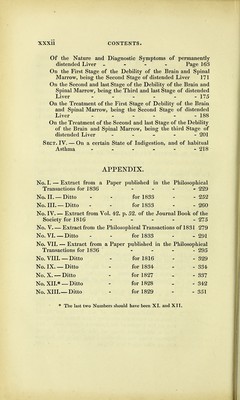 xxxii CONTENTS.
Of the Nature and Diagnostic Symptoms of permanently
distended Liver - - - - Page 163
On the First Stage of the Debility of the Brain and Spinal
Marrow, being the Second Stage of distended Liver 171
On the Second and last Stage of the Debility of the Brain and
Spinal Marrow, being the Third and last Stage of distended
Liver - - - - - - 175
On the Treatment of the First Stage of Debility of the Brain
and Spinal Marrow, being the Second Stage of distended
Liver - - - - - - 188
On the Treatment of the Second and last Stage of the Debility
of the Brain and Spinal Marrow, being the third Stage of
distended Liver - - - - - 201
Sect. IV. — On a certain State of Indigestion, and of habitual
Asthma - - - - - - 218
APPENDIX.
No. I. — Extract from a Paper published in the Philosophical
Transactions for 1836 - - - - 229
No. II. — Ditto - - for 1833 - - 252
No. III. — Ditto - - for 1833 - - 260
No. IV. — Extract from Vol. 42. p. 52. of the Journal Book of the
Society for 1816 - - - - 275
No. V. — Extract from the Philosophical Transactions of 1831 279
No. VI. — Ditto - - for 1833 - - 291
No. VII. — Extract from a Paper published in the Philosophical
Transactions for 1836 - - - - 295
No. VIII. — Ditto - - for 1816 - - 329
No. IX. — Ditto - - for 1834 - - 334
No. X. — Ditto - - for 1827 - - 337
No. XII.* — Ditto - - for 1828 - - 342
No. XIII. — Ditto - - for 1829 - - 351
* The last two Numbers should have been XI. and XII.